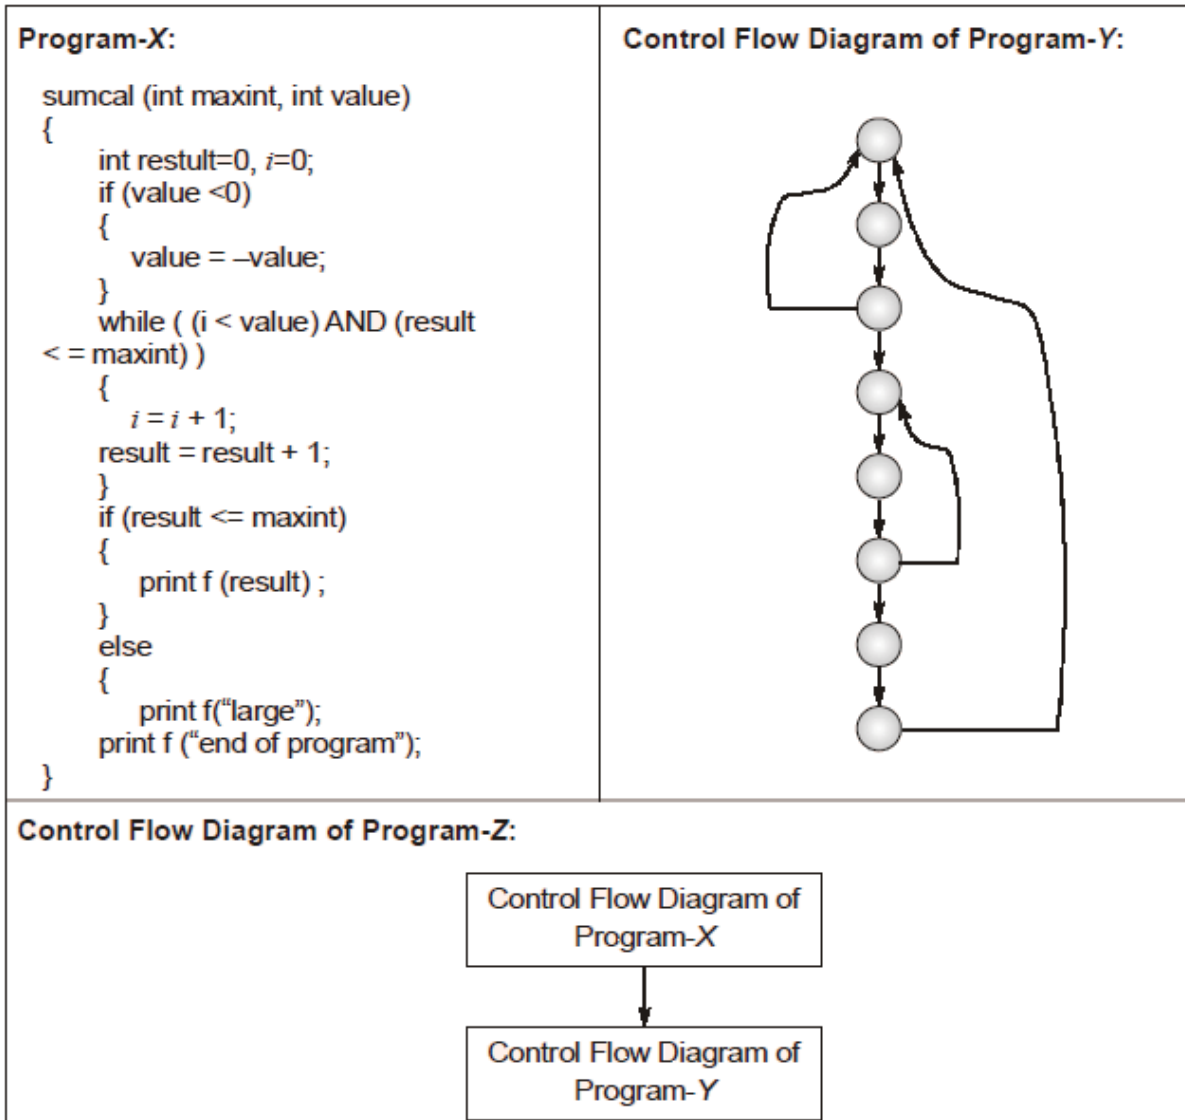 Program-X:
sumcal (int maxint, int value)
{
int restult=0, i=0;
if (value <0)
{
value = –value;
}
while ( (i < value) AND (result
< = maxint) )
{
i = i + 1;
result = result + 1;
}
if (result <= maxint)
{
print f (result) ;
}
else
{
print f(“large”);
print f (“end of program”);
}
Control Flow Diagram of Program-Y:
Control Flow Diagram of Program-Z:
Control Flow Diagram of
Program-X
Control Flow Diagram of
Program-Y